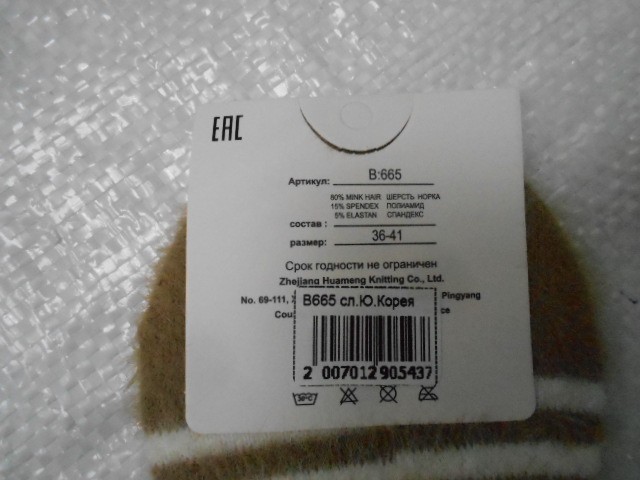 EAC
Артикул: B:665
80% MINK HAIR ШЕРСТЬ НОРКА
15% SPENDEX ПОЛИАМИД
5% ELASTAN СПАНДЕКС
состав :
размер: 36-41
Срок годности не ограничен
Zhejiang Huameng Knitting Co., Ltd.
No. 69-111, Pingyang
B665 сл.Ю.Корея
2 007012 905437
30°C